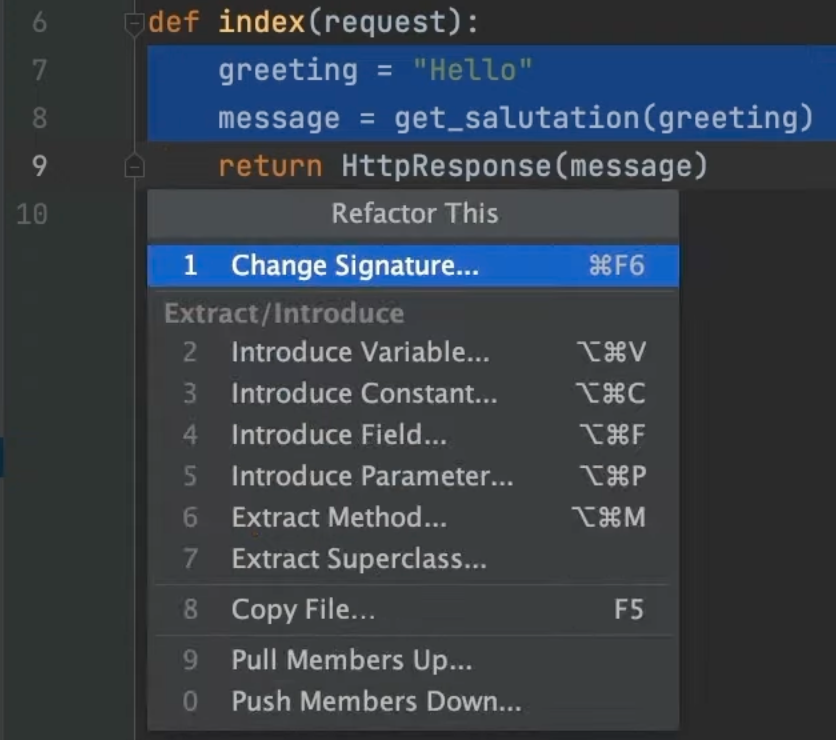 6 def index(request):
7 greeting = "Hello"
8 message = get_salutation(greeting)
9 return HttpResponse(message)
10
Refactor This
1 Change Signature... ⌘F6
Extract/Introduce
2 Introduce Variable... ⌥⌘V
3 Introduce Constant... ⌥⌘C
4 Introduce Field... ⌥⌘F
5 Introduce Parameter... ⌥⌘P
6 Extract Method... ⌥⌘M
7 Extract Superclass...
8 Copy File... F5
9 Pull Members Up...
0 Push Members Down...